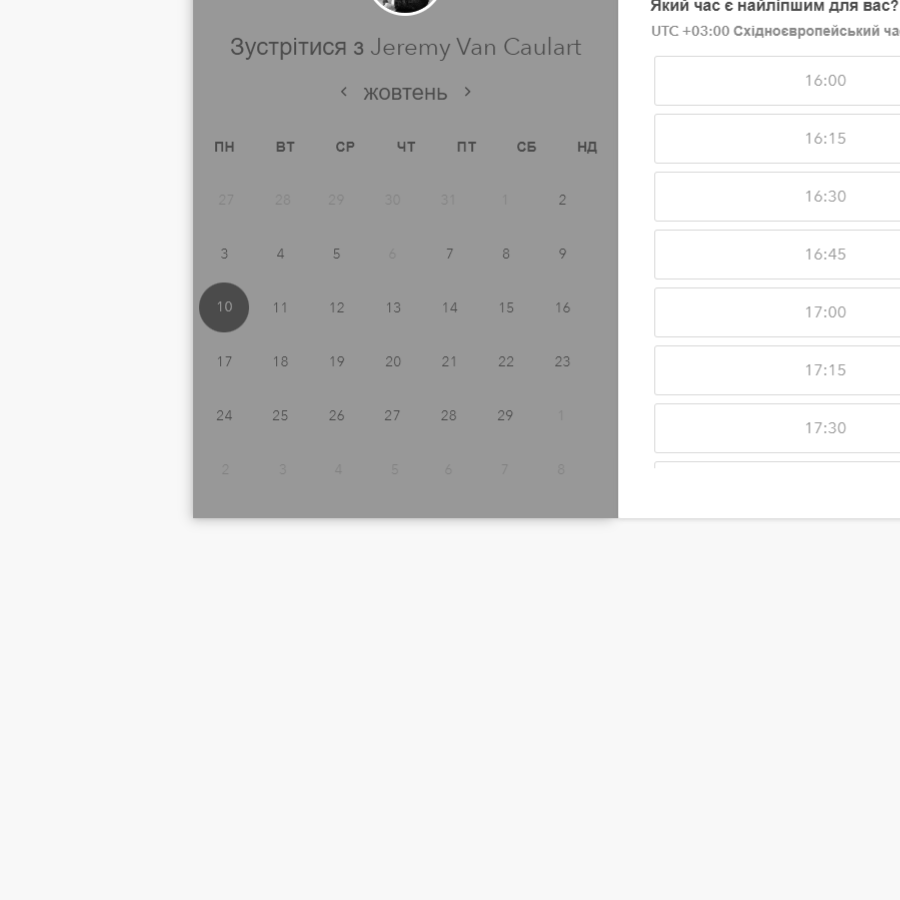 Зустрітися з Jeremy Van Caulart
жовтень
ПН ВТ СР ЧТ ПТ СБ НД
27 28 29 30 31 1 2
3 4 5 6 7 8 9
10 11 12 13 14 15 16
17 18 19 20 21 22 23
24 25 26 27 28 29 1
2 3 4 5 6 7 8
Який час є найліпшим для вас?
UTC +03:00 Східноєвропейський
16:00
16:15
16:30
16:45
17:00
17:15
17:30